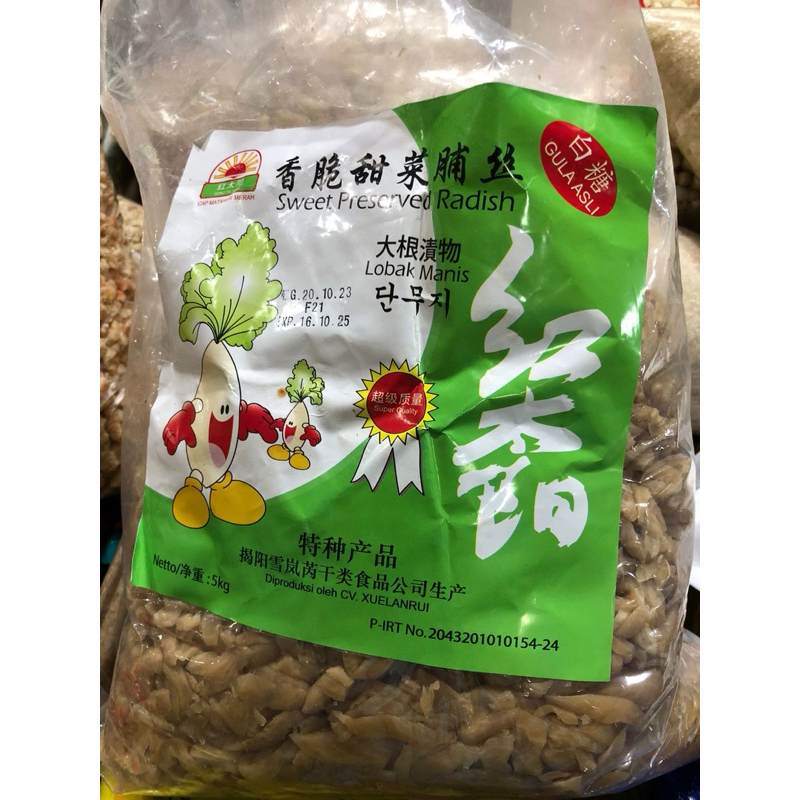 香脆甜菜脯丝
Sweet Preserved Radish
白糖
GULA ASLI
CAP MATAHARI MERAH
大根漬物
Lobak Manis
단무지
G. 20.10.23
F21
EXP. 16.10.25
红太阳
超级质量
Super Quality
特种产品
揭阳雪岚芮干类食品公司生产
Diproduksi oleh CV. XUELANRUI
Netto/净重:5kg
P-IRT No.2043201010154-24